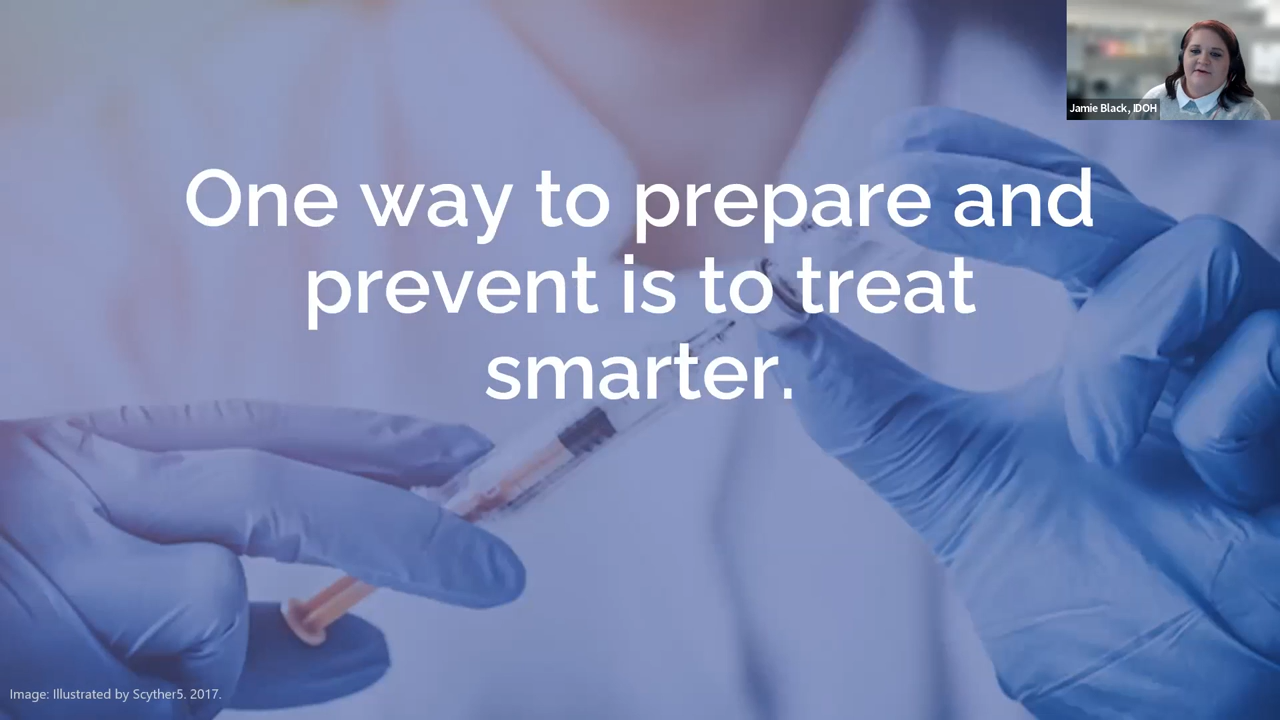 Jamie Black, IDOH
One way to prepare and
prevent is to treat
smarter.
Image: Illustrated by Scyther5. 2017.